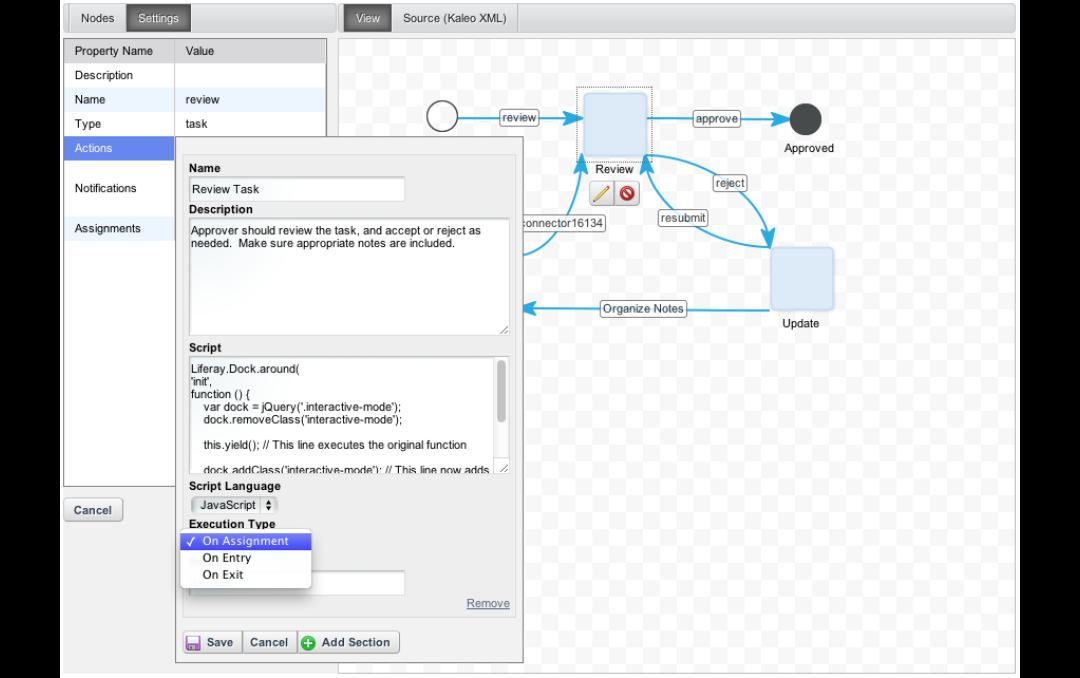 Nodes
Settings
View
Source (Kaleo XML)
Property Name
Value
Description
Name
review
Type
task
Actions
Notifications
Assignments
Cancel
Name
Review Task
Description
Approver should review the task, and accept or reject as
needed. Make sure appropriate notes are included.
Script
Liferay.Dock.around(
'init',
function () {
var dock = jQuery('.interactive-mode');
dock.removeClass('interactive-mode');
this.yield(); // This line executes the original function
dock.addClass('interactive-mode'); // This line now adds
Script Language
JavaScript
Execution Type
✓ On Assignment
On Entry
On Exit
Remove
Save
Cancel
Add Section
review
approve
Approved
Review
reject
connector16134
resubmit
Organize Notes
Update